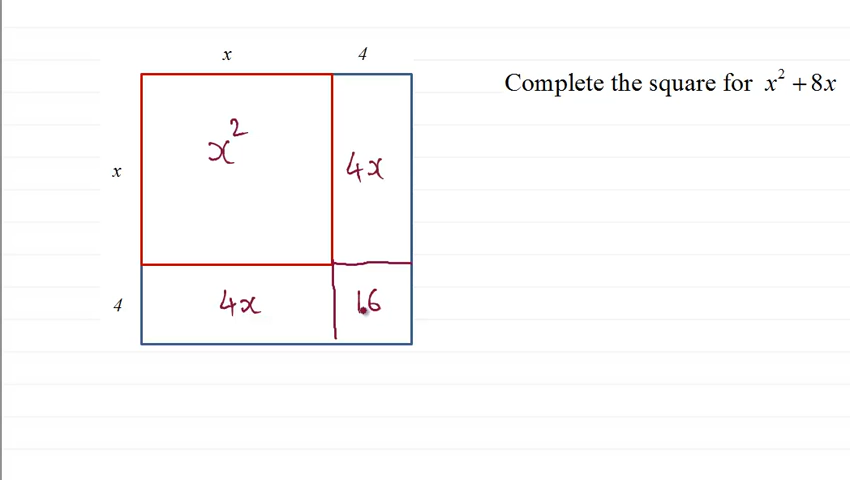 x 4
Complete the square for x² + 8x
x²
x
4x
4
4x
16